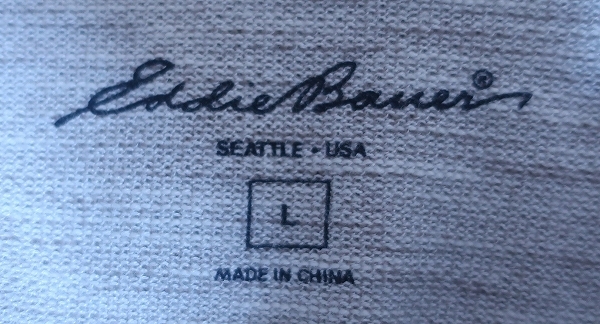 Eddie Bauer®
SEATTLE • USA
L
MADE IN CHINA